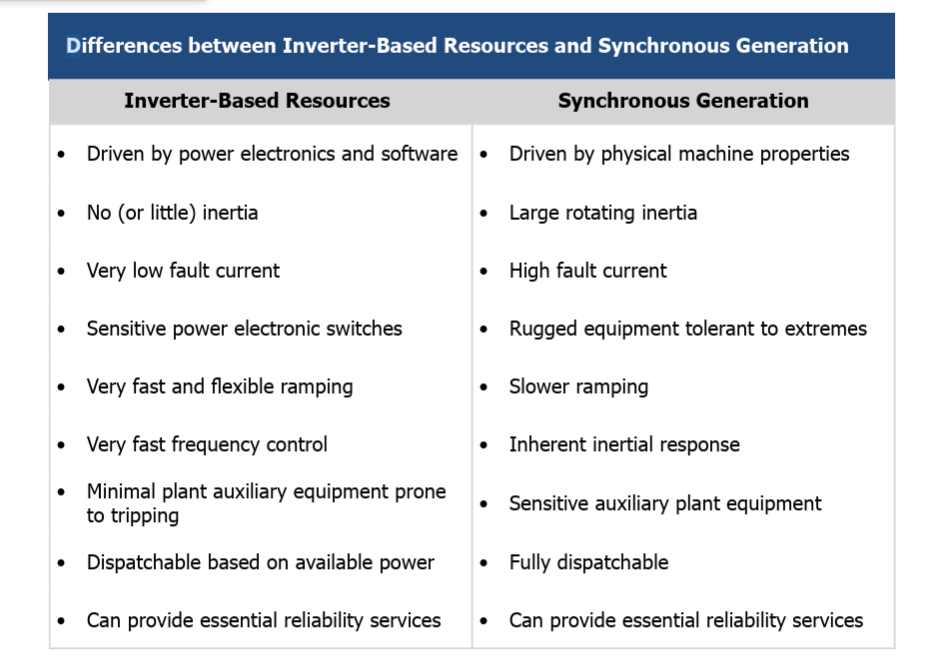 Differences between Inverter-Based Resources and Synchronous Generation
Inverter-Based Resources
Synchronous Generation
• Driven by power electronics and software
• Driven by physical machine properties
• No (or little) inertia
• Large rotating inertia
• Very low fault current
• High fault current
• Sensitive power electronic switches
• Rugged equipment tolerant to extremes
• Very fast and flexible ramping
• Slower ramping
• Very fast frequency control
• Inherent inertial response
• Minimal plant auxiliary equipment prone
to tripping
• Sensitive auxiliary plant equipment
• Dispatchable based on available power
• Fully dispatchable
• Can provide essential reliability services
• Can provide essential reliability services